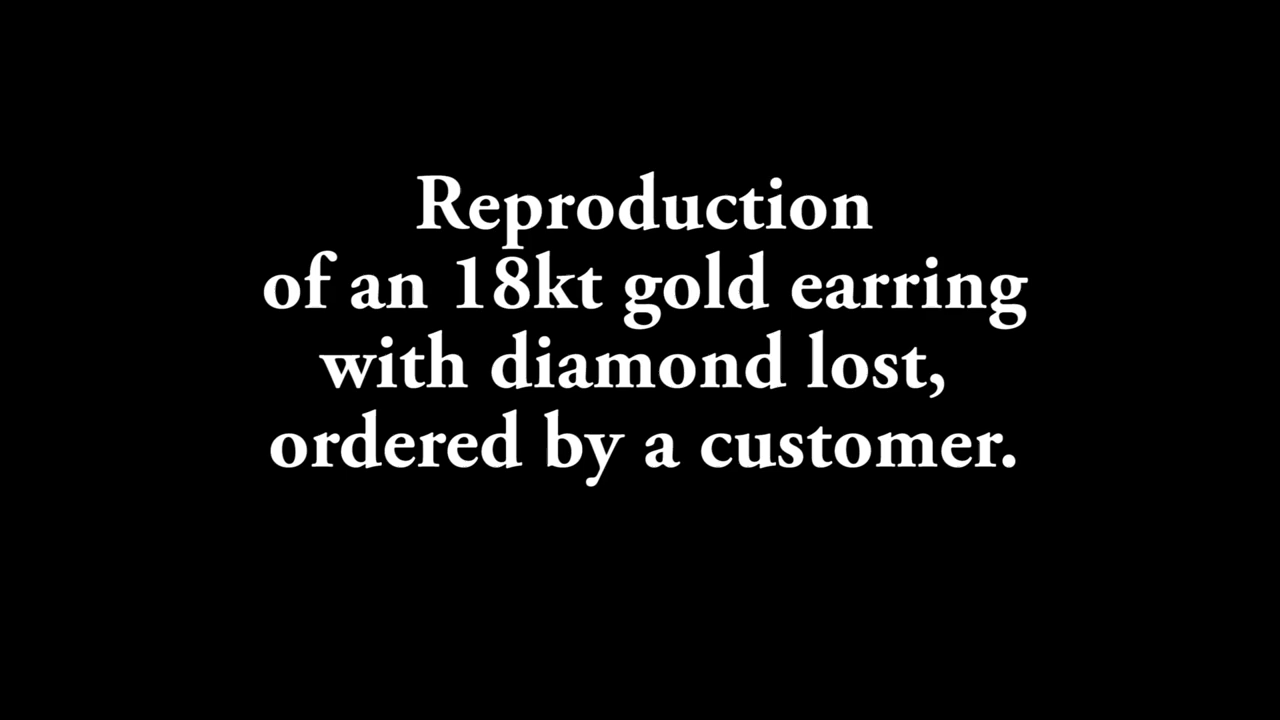 Reproduction
of an 18kt gold earring
with diamond lost,
ordered by a customer.